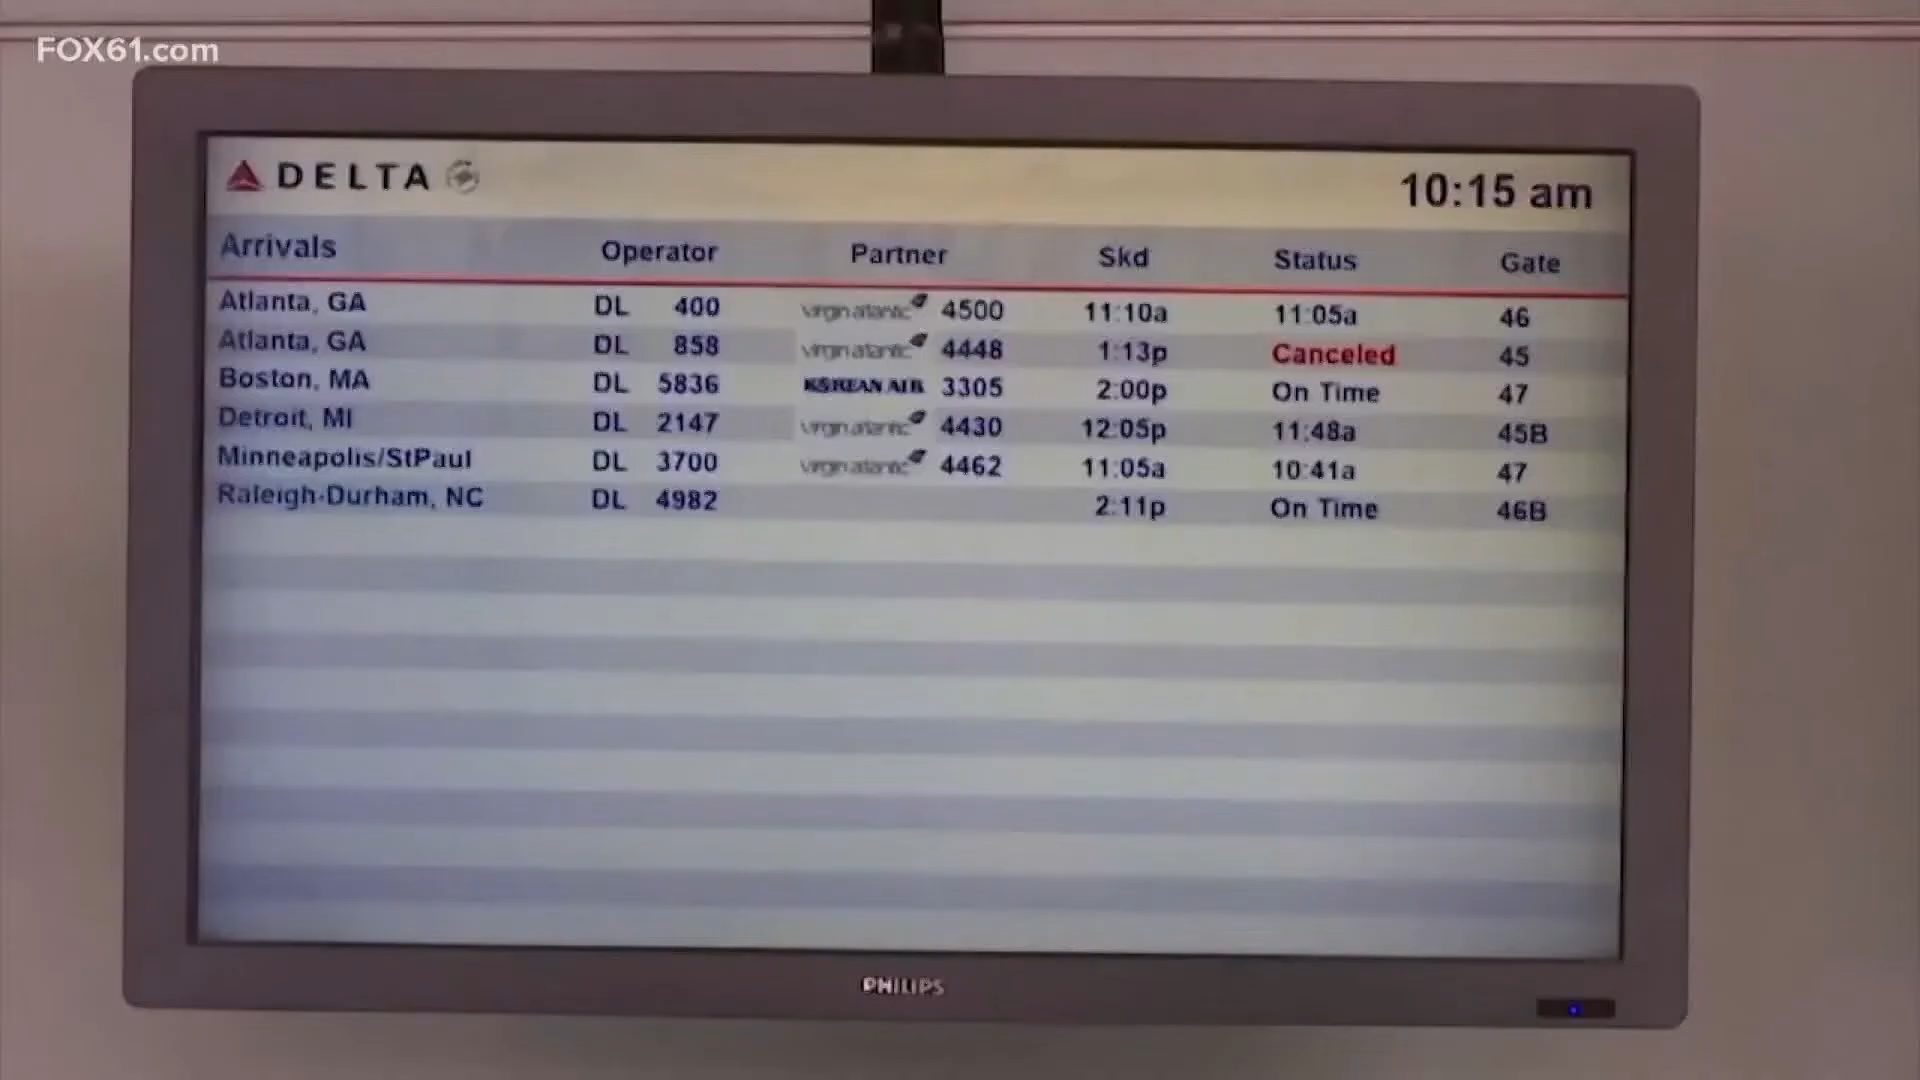 FOX61.com
DELTA
10:15 am
Arrivals Operator Partner Skd Status Gate
Atlanta, GA DL 400 virgin atlantic 4500 11:10a 11:05a 46
Atlanta, GA DL 858 virgin atlantic 4448 1:13p Canceled 45
Boston, MA DL 5836 KOREAN AIR 3305 2:00p On Time 47
Detroit, MI DL 2147 virgin atlantic 4430 12:05p 11:48a 45B
Minneapolis/StPaul DL 3700 virgin atlantic 4462 11:05a 10:41a 47
Raleigh-Durham, NC DL 4982 2:11p On Time 46B
PHILIPS